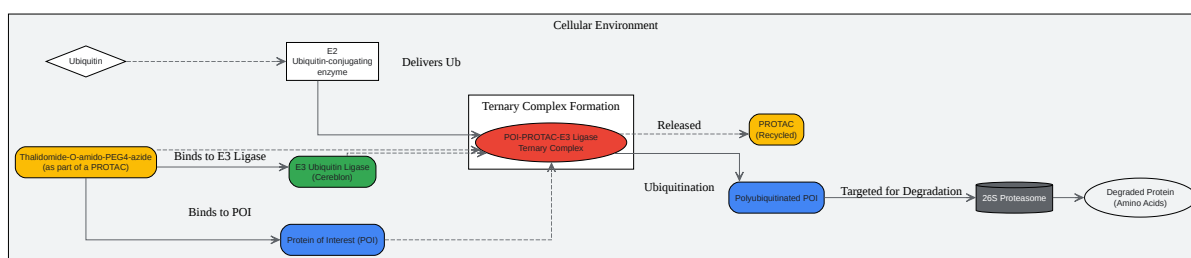 Cellular Environment
Ubiquitin
E2
Ubiquitin-conjugating
enzyme
Delivers Ub
Ternary Complex Formation
POI-PROTAC-E3 Ligase
Ternary Complex
Released
PROTAC
(Recycled)
Thalidomide-O-amido-PEG4-azide
(as part of a PROTAC)
Binds to E3 Ligase
E3 Ubiquitin Ligase
(Cereblon)
Ubiquitination
Polyubiquitinated POI
Targeted for Degradation
26S Proteasome
Degraded Protein
(Amino Acids)
Binds to POI
Protein of Interest (POI)